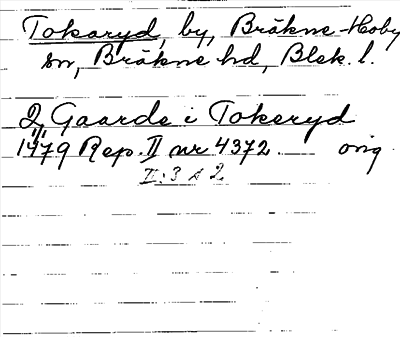 Tokaryd, by, Bräkne-Hoby
sn, Bräkne hd, Blek. l.
2 Gaarde i Tokeryd
1479 Rep. II nr 4372 orig
II: 3 s 2